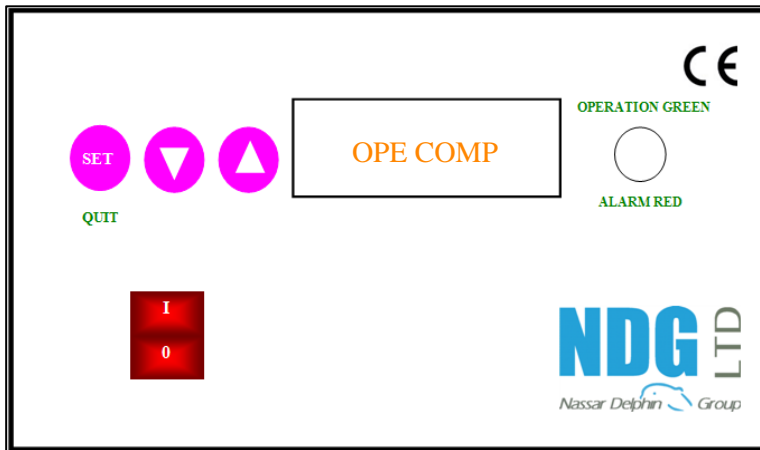 CE
OPERATION GREEN
SET
OPE COMP
ALARM RED
QUIT
I
0
NDG LTD
Nassar Delphin Group